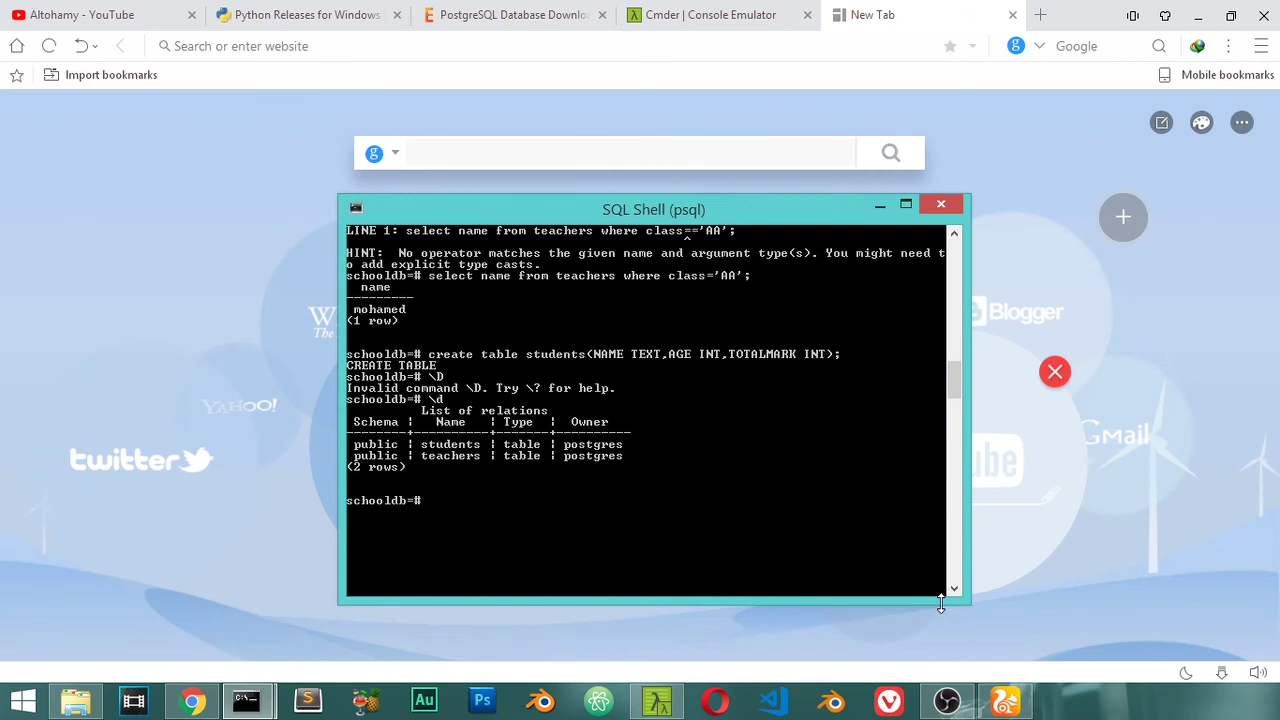 Altohamy - YouTube
Python Releases for Windows
PostgreSQL Database Downlo
Cmder | Console Emulator
New Tab
Search or enter website
Google
Import bookmarks
Mobile bookmarks
SQL Shell (psql)
LINE 1: select name from teachers where class=='AA';
^
HINT:  No operator matches the given name and argument type(s). You might need t
o add explicit type casts.
schooldb=# select name from teachers where class='AA';
name
---------
mohamed
(1 row)
schooldb=# create table students(NAME TEXT,AGE INT,TOTALMARK INT);
CREATE TABLE
schooldb=# \D
Invalid command \D. Try \? for help.
schooldb=# \d
List of relations
Schema ¦ Name ¦ Type ¦ Owner
--------+----------+-------+----------
public ¦ students ¦ table ¦ postgres
public ¦ teachers ¦ table ¦ postgres
(2 rows)
schooldb=#
The
YAHOO!
twitter
Blogger
Gmail
Au
Ps